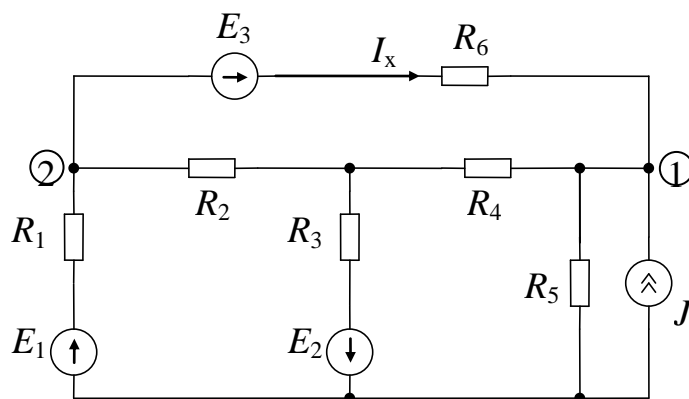 E₃ Iₓ R₆
② ①
R₂ R₄
R₁ R₃
R₅ J
E₁ E₂